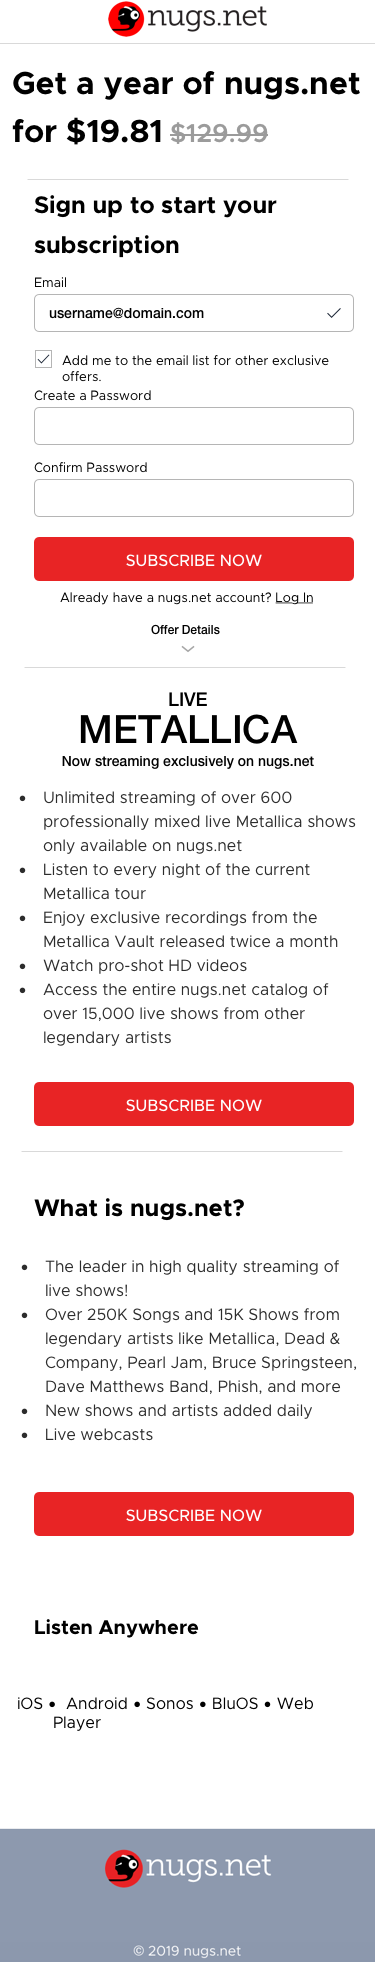 nugs.net
Get a year of nugs.net
for $19.81 $129.99
Sign up to start your
subscription
Email
username@domain.com
Add me to the email list for other exclusive
offers.
Create a Password
Confirm Password
SUBSCRIBE NOW
Already have a nugs.net account? Log In
Offer Details
LIVE
METALLICA
Now streaming exclusively on nugs.net
• Unlimited streaming of over 600
professionally mixed live Metallica shows
only available on nugs.net
• Listen to every night of the current
Metallica tour
• Enjoy exclusive recordings from the
Metallica Vault released twice a month
• Watch pro-shot HD videos
• Access the entire nugs.net catalog of
over 15,000 live shows from other
legendary artists
SUBSCRIBE NOW
What is nugs.net?
• The leader in high quality streaming of
live shows!
• Over 250K Songs and 15K Shows from
legendary artists like Metallica, Dead &
Company, Pearl Jam, Bruce Springsteen,
Dave Matthews Band, Phish, and more
• New shows and artists added daily
• Live webcasts
SUBSCRIBE NOW
Listen Anywhere
iOS • Android • Sonos • BluOS • Web
Player
nugs.net
© 2019 nugs.net